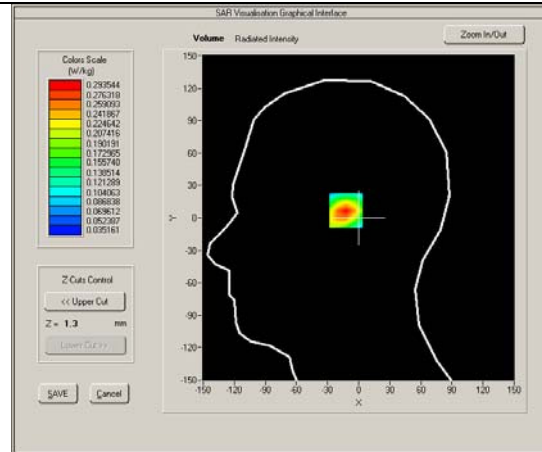 SAR Visualisation Graphical Interface
Volume Radiated Intensity
Zoom In/Out
Colors Scale
(W/kg)
0.293544
0.276318
0.259093
0.241867
0.224642
0.207416
0.190191
0.172965
0.155740
0.138514
0.121289
0.104063
0.086838
0.069612
0.052387
0.035161
Z Cuts Control
<< Upper Cut
Z = 1.3 mm
Lower Cut >>
SAVE Cancel
150
120
90
60
30
0
-30
-60
-90
-120
-150
Y
-150 -120 -90 -60 -30 0 30 60 90 120 150
X